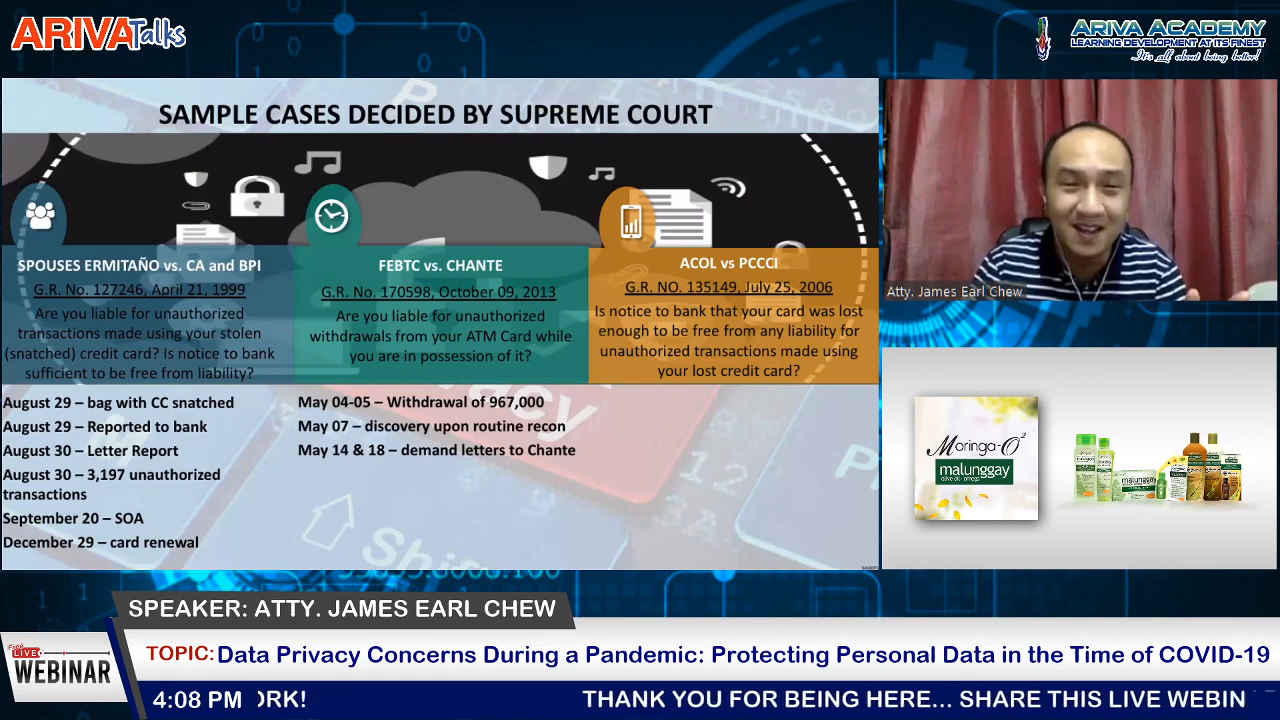 ARIVA Talks
ARIVA ACADEMY
LEARNING DEVELOPMENT AT ITS FINEST
It's all about being better!
SAMPLE CASES DECIDED BY SUPREME COURT
SPOUSES ERMITAÑO vs. CA and BPI
G.R. No. 127246, April 21, 1999
Are you liable for unauthorized
transactions made using your stolen
(snatched) credit card? Is notice to bank
sufficient to be free from liability?
August 29 – bag with CC snatched
August 29 – Reported to bank
August 30 – Letter Report
August 30 – 3,197 unauthorized
transactions
September 20 – SOA
December 29 – card renewal
FEBTC vs. CHANTE
G.R. No. 170598, October 09, 2013
Are you liable for unauthorized
withdrawals from your ATM Card while
you are in possession of it?
May 04-05 – Withdrawal of 967,000
May 07 – discovery upon routine recon
May 14 & 18 – demand letters to Chante
ACOL vs PCCCI
G.R. NO. 135149, July 25, 2006
Is notice to bank that your card was lost
enough to be free from any liability for
unauthorized transactions made using
your lost credit card?
Shift
Atty. James Earl Chew
Moringa-O²
malunggay
olive oil • omega
malunggay
SPEAKER: ATTY. JAMES EARL CHEW
Free
LIVE
WEBINAR
TOPIC: Data Privacy Concerns During a Pandemic: Protecting Personal Data in the Time of COVID-19
4:08 PM ORK! THANK YOU FOR BEING HERE... SHARE THIS LIVE WEBIN